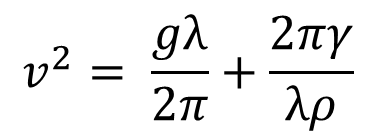 v² = gλ/2π + 2πγ/λρ